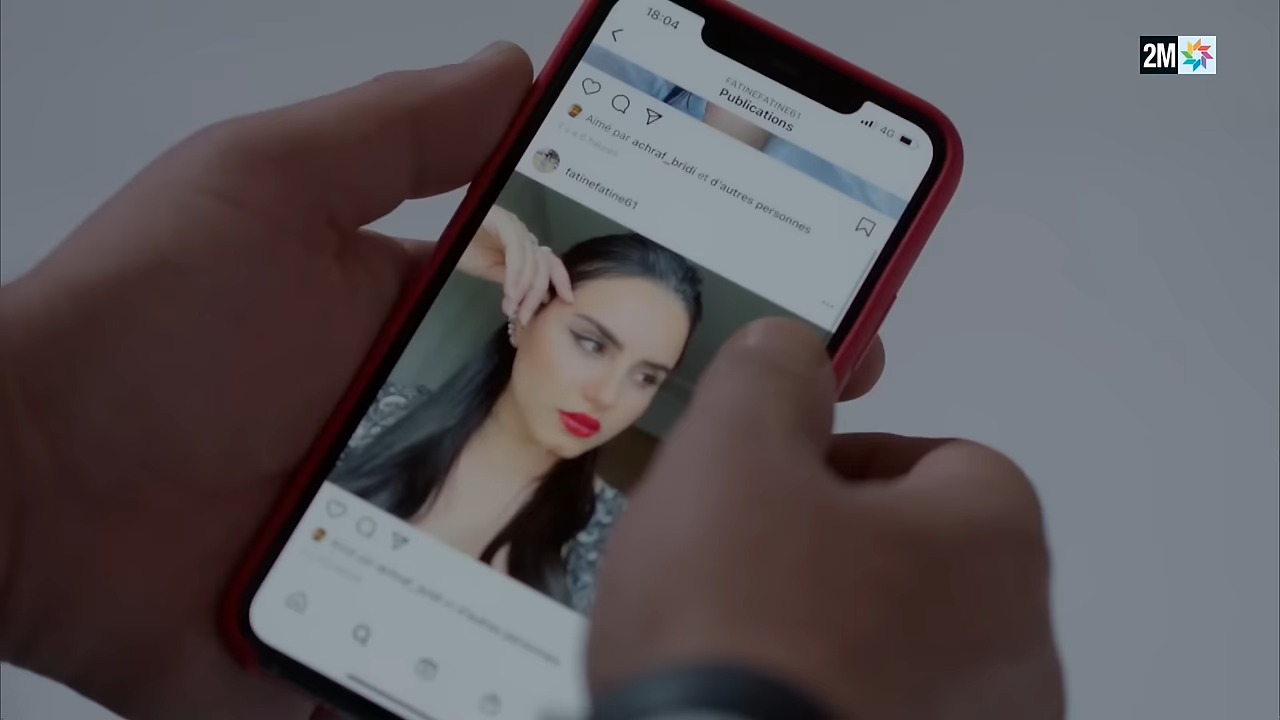 2M
18:04
4G
FATINEFATINE61
Publications
Aimé par achraf_bridi et d'autres personnes
fatinefatine61